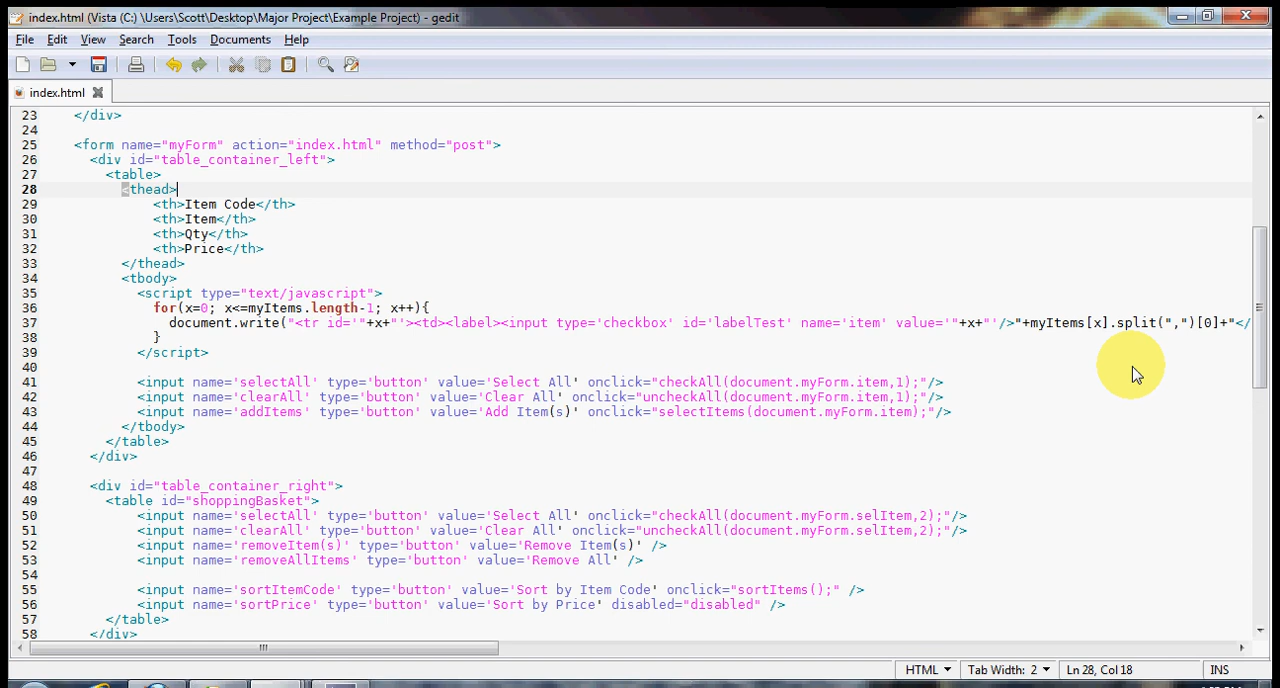 index.html (Vista (C:) \Users\Scott\Desktop\Major Project\Example Project) - gedit
File Edit View Search Tools Documents Help
index.html
23 </div>
24
25 <form name="myForm" action="index.html" method="post">
26 <div id="table_container_left">
27 <table>
28 <thead>
29 <th>Item Code</th>
30 <th>Item</th>
31 <th>Qty</th>
32 <th>Price</th>
33 </thead>
34 <tbody>
35 <script type="text/javascript">
36 for(x=0; x<=myItems.length-1; x++){
37 document.write("<tr id='"+x+"'><td><label><input type='checkbox' id='labelTest' name='item' value='"+x+"'/>"+myItems[x].split(",")[0]+"</
38 }
39 </script>
40
41 <input name='selectAll' type='button' value='Select All' onclick="checkAll(document.myForm.item,1);"/>
42 <input name='clearAll' type='button' value='Clear All' onclick="uncheckAll(document.myForm.item,1);"/>
43 <input name='addItems' type='button' value='Add Item(s)' onclick="selectItems(document.myForm.item);"/>
44 </tbody>
45 </table>
46 </div>
47
48 <div id="table_container_right">
49 <table id="shoppingBasket">
50 <input name='selectAll' type='button' value='Select All' onclick="checkAll(document.myForm.selItem,2);"/>
51 <input name='clearAll' type='button' value='Clear All' onclick="uncheckAll(document.myForm.selItem,2);"/>
52 <input name='removeItem(s)' type='button' value='Remove Item(s)' />
53 <input name='removeAllItems' type='button' value='Remove All' />
54
55 <input name='sortItemCode' type='button' value='Sort by Item Code' onclick="sortItems();" />
56 <input name='sortPrice' type='button' value='Sort by Price' disabled="disabled" />
57 </table>
58 </div>
HTML Tab Width: 2 Ln 28, Col 18 INS